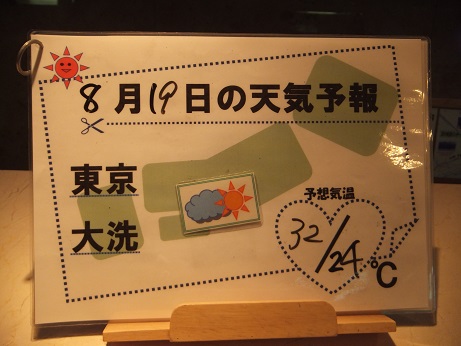 8月19日の天気予報
東京
大洗
予想気温
32/24℃